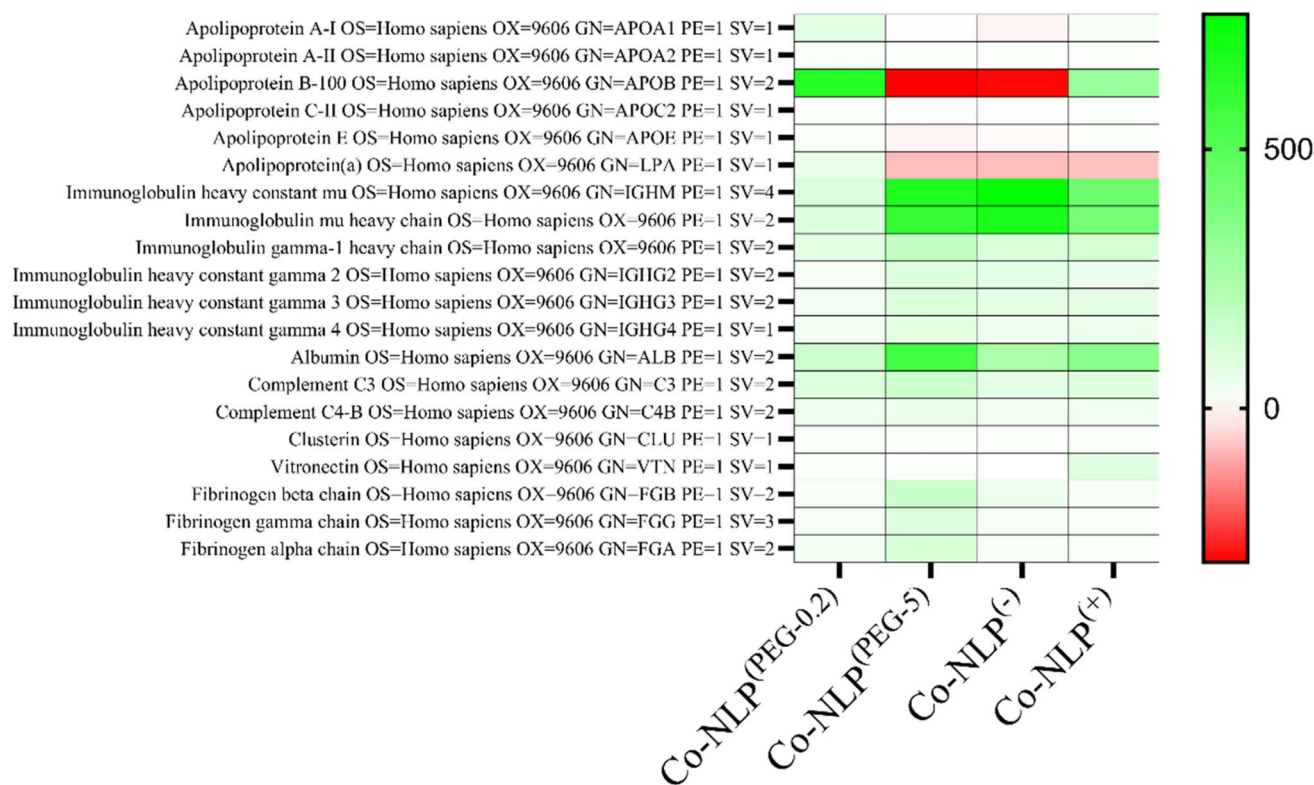 Apolipoprotein A-I OS=Homo sapiens OX=9606 GN=APOA1 PE=1 SV=1
Apolipoprotein A-II OS=Homo sapiens OX=9606 GN=APOA2 PE=1 SV=1
Apolipoprotein B-100 OS=Homo sapiens OX=9606 GN=APOB PE=1 SV=2
Apolipoprotein C-II OS=Homo sapiens OX=9606 GN=APOC2 PE=1 SV=1
Apolipoprotein E OS=Homo sapiens OX=9606 GN=APOE PE=1 SV=1
Apolipoprotein(a) OS=Homo sapiens OX=9606 GN=LPA PE=1 SV=1
Immunoglobulin heavy constant mu OS=Homo sapiens OX=9606 GN=IGHM PE=1 SV=4
Immunoglobulin mu heavy chain OS=Homo sapiens OX=9606 PE=1 SV=2
Immunoglobulin gamma-1 heavy chain OS=Homo sapiens OX=9606 PE=1 SV=2
Immunoglobulin heavy constant gamma 2 OS=Homo sapiens OX=9606 GN=IGHG2 PE=1 SV=2
Immunoglobulin heavy constant gamma 3 OS=Homo sapiens OX=9606 GN=IGHG3 PE=1 SV=2
Immunoglobulin heavy constant gamma 4 OS=Homo sapiens OX=9606 GN=IGHG4 PE=1 SV=1
Albumin OS=Homo sapiens OX=9606 GN=ALB PE=1 SV=2
Complement C3 OS=Homo sapiens OX=9606 GN=C3 PE=1 SV=2
Complement C4-B OS=Homo sapiens OX=9606 GN=C4B PE=1 SV=2
Clusterin OS=Homo sapiens OX=9606 GN=CLU PE=1 SV=1
Vitronectin OS=Homo sapiens OX=9606 GN=VTN PE=1 SV=1
Fibrinogen beta chain OS=Homo sapiens OX=9606 GN=FGB PE=1 SV=2
Fibrinogen gamma chain OS=Homo sapiens OX=9606 GN=FGG PE=1 SV=3
Fibrinogen alpha chain OS=Homo sapiens OX=9606 GN=FGA PE=1 SV=2
Co-NLP(PEG-0.2)
Co-NLP(PEG-5)
Co-NLP(-)
Co-NLP(+)
500
0